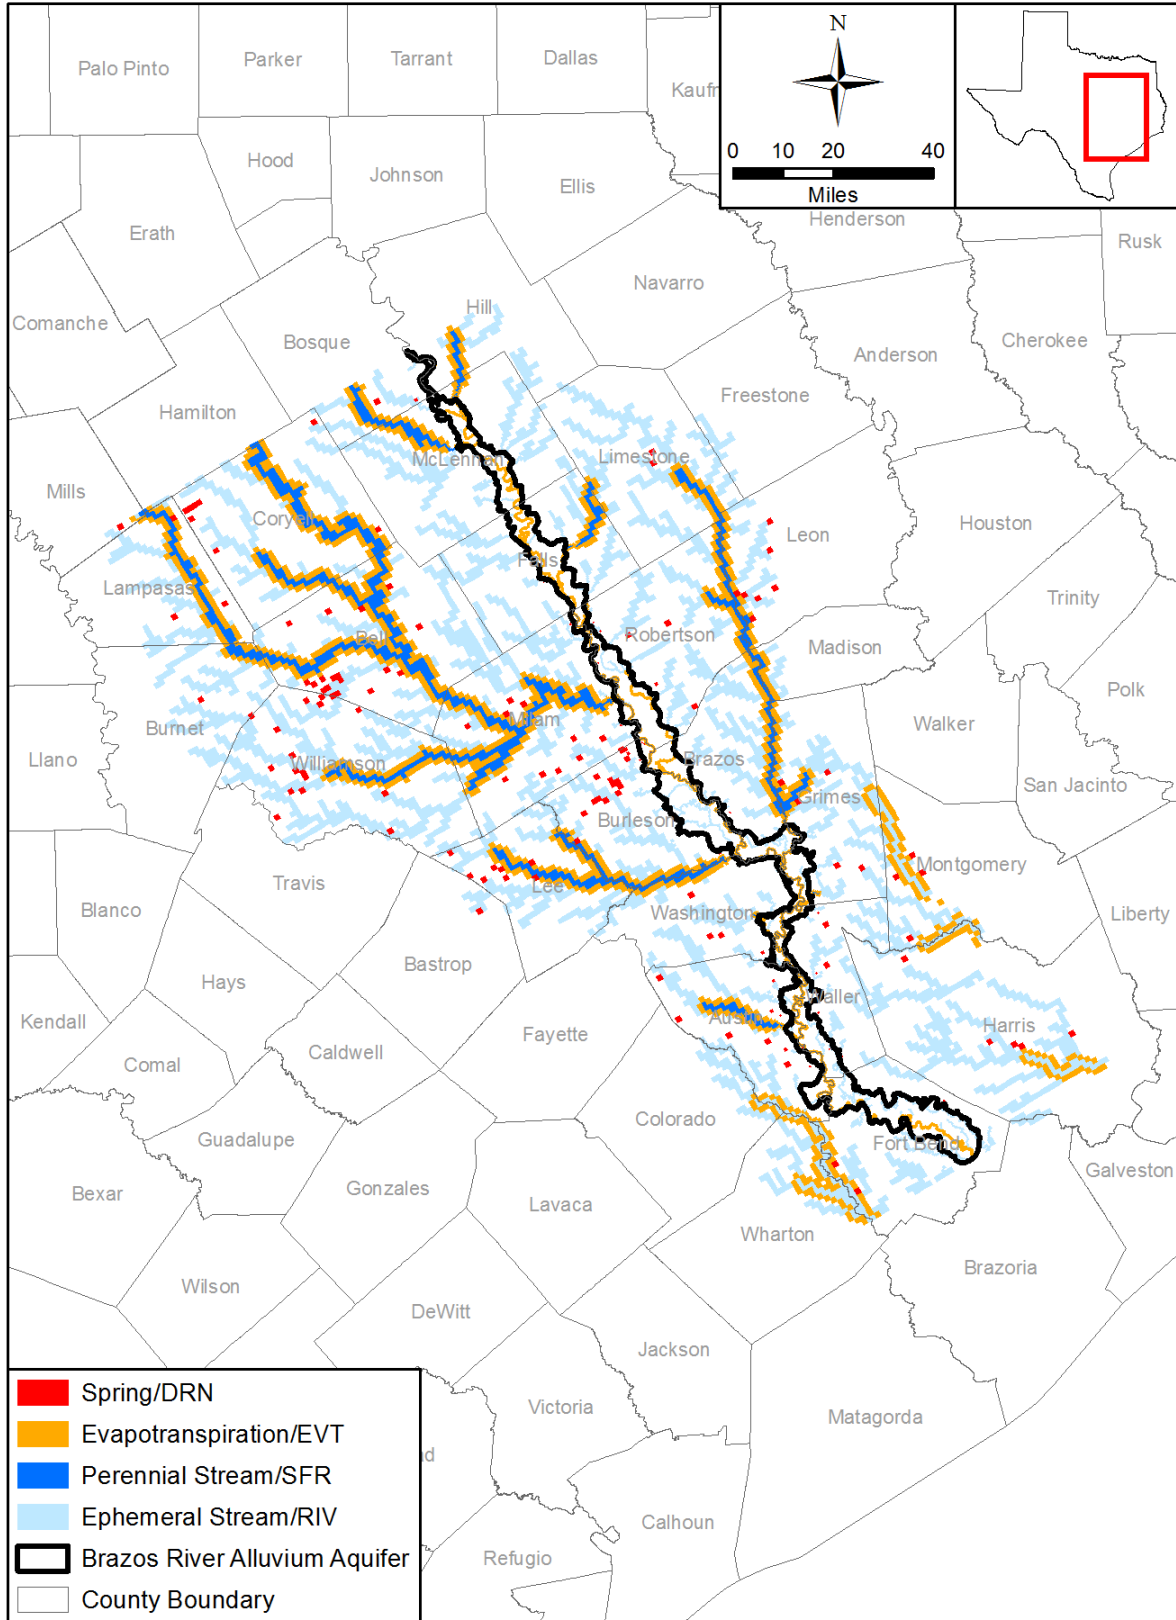 N
0 10 20 40
Miles
Palo Pinto
Parker
Tarrant
Dallas
Kaufr
Hood
Johnson
Ellis
Henderson
Rusk
Erath
Navarro
Hill
Comanche
Bosque
Cherokee
Anderson
Freestone
Hamilton
McLennan
Limestone
Mills
Coryell
Houston
Leon
Falls
Lampasas
Trinity
Bell
Robertson
Madison
Polk
Burnet
Milam
Walker
Llano
Williamson
Brazos
San Jacinto
Grimes
Burleson
Montgomery
Travis
Lee
Blanco
Washington
Liberty
Bastrop
Hays
Waller
Kendall
Austin
Harris
Fayette
Caldwell
Comal
Colorado
Guadalupe
Fort Bend
Galveston
Bexar
Gonzales
Lavaca
Wharton
Brazoria
Wilson
DeWitt
Jackson
Victoria
Matagorda
ad
Calhoun
Refugio
Spring/DRN
Evapotranspiration/EVT
Perennial Stream/SFR
Ephemeral Stream/RIV
Brazos River Alluvium Aquifer
County Boundary